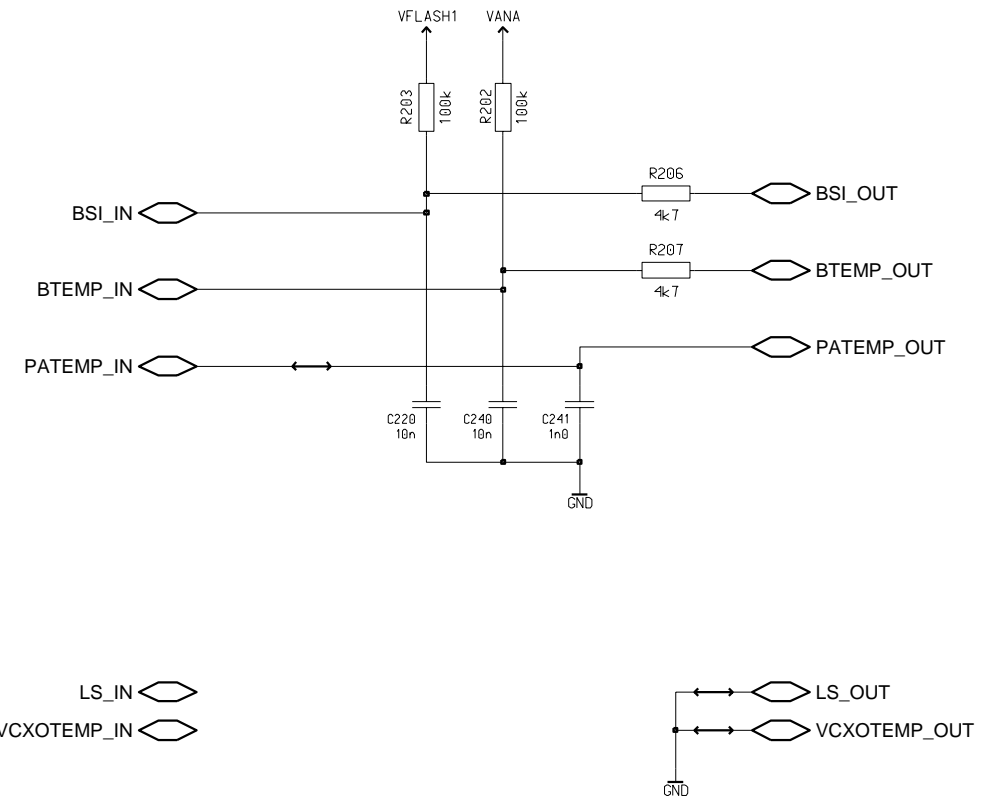 VFLASH1 VANA
R203 100k R202 100k
R206
BSI_IN BSI_OUT
4k7
R207
BTEMP_IN BTEMP_OUT
4k7
PATEMP_IN PATEMP_OUT
C220 C240 C241
10n 10n 1n0
GND
LS_IN LS_OUT
VCXOTEMP_IN VCXOTEMP_OUT
GND